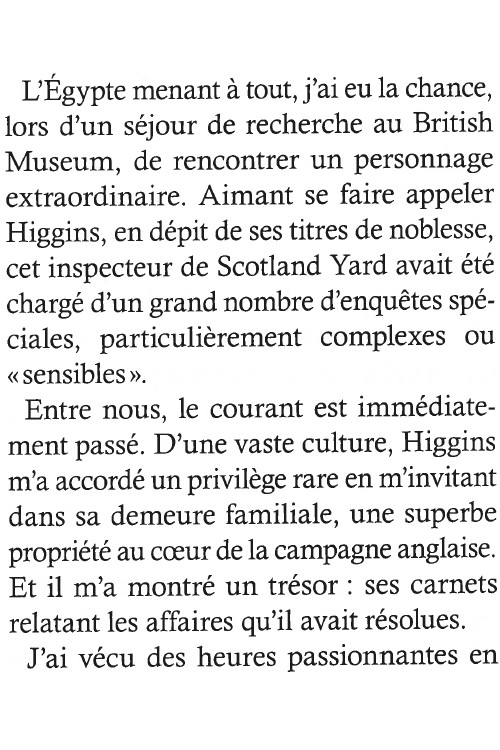 L'Égypte menant à tout, j'ai eu la chance,
lors d'un séjour de recherche au British
Museum, de rencontrer un personnage
extraordinaire. Aimant se faire appeler
Higgins, en dépit de ses titres de noblesse,
cet inspecteur de Scotland Yard avait été
chargé d'un grand nombre d'enquêtes spé-
ciales, particulièrement complexes ou
« sensibles ».
Entre nous, le courant est immédiate-
ment passé. D'une vaste culture, Higgins
m'a accordé un privilège rare en m'invitant
dans sa demeure familiale, une superbe
propriété au cœur de la campagne anglaise.
Et il m'a montré un trésor : ses carnets
relatant les affaires qu'il avait résolues.
J'ai vécu des heures passionnantes en